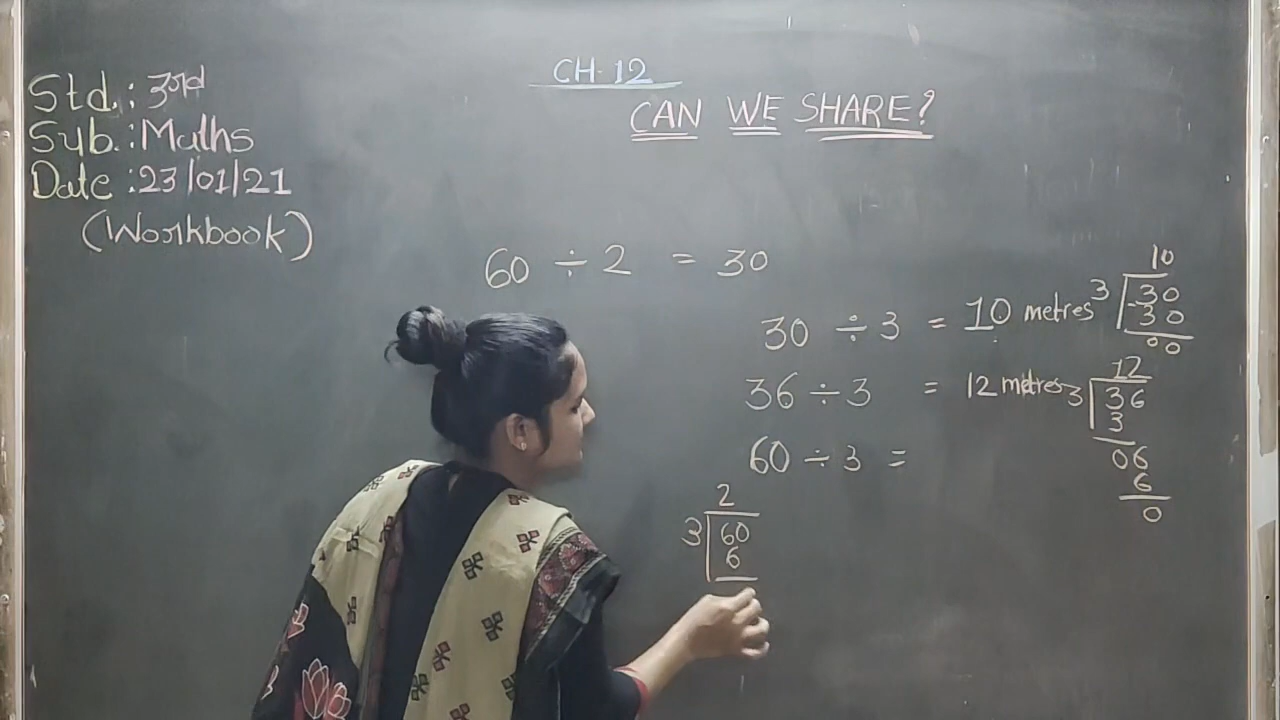 Std.: 3rd
Sub.: Maths
Date : 23/01/21
(Workbook)
CH. 12
CAN WE SHARE?
60 ÷ 2 = 30
30 ÷ 3 = 10 metres
36 ÷ 3 = 12 metres
60 ÷ 3 =
10
3 30
- 30
00
12
3 36
3
06
6
0
2
3 60
6